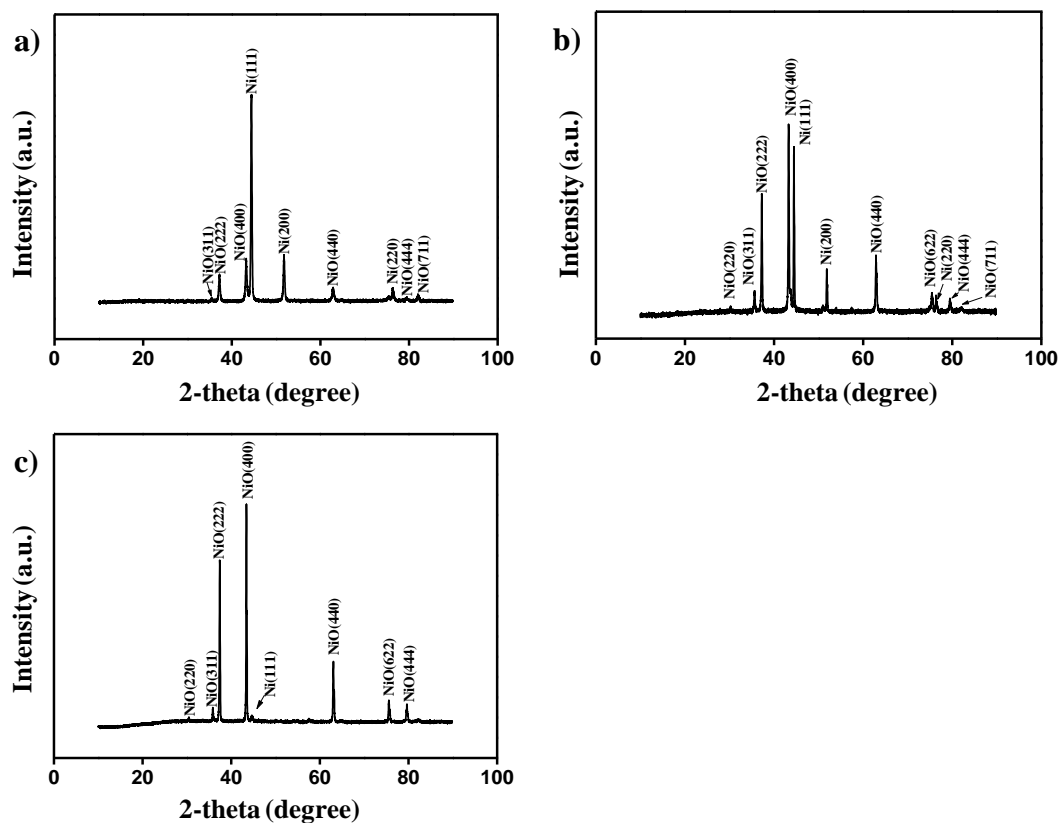 a)
Intensity (a.u.)
NiO(311)
NiO(222)
NiO(400)
Ni(111)
Ni(200)
NiO(440)
Ni(220)
NiO(444)
NiO(711)
0 20 40 60 80 100
2-theta (degree)
b)
Intensity (a.u.)
NiO(220)
NiO(311)
NiO(222)
NiO(400)
Ni(111)
Ni(200)
NiO(440)
NiO(622)
Ni(220)
NiO(444)
NiO(711)
0 20 40 60 80 100
2-theta (degree)
c)
Intensity (a.u.)
NiO(220)
NiO(311)
NiO(222)
NiO(400)
Ni(111)
NiO(440)
NiO(622)
NiO(444)
0 20 40 60 80 100
2-theta (degree)